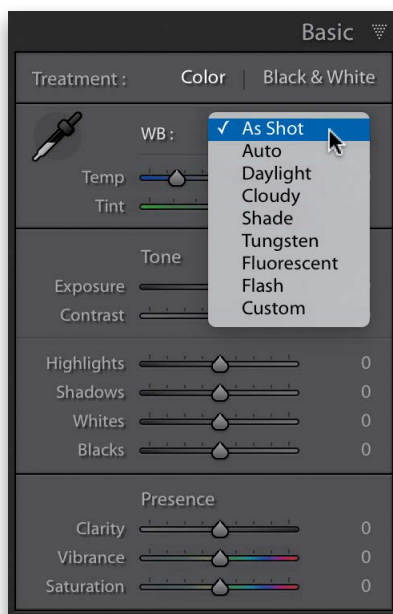 Basic
Treatment : Color | Black & White
WB :
✓ As Shot
Auto
Daylight
Cloudy
Shade
Tungsten
Fluorescent
Flash
Custom
Temp
Tint
Tone
Exposure
Contrast
Highlights 0
Shadows 0
Whites 0
Blacks 0
Presence
Clarity 0
Vibrance 0
Saturation 0